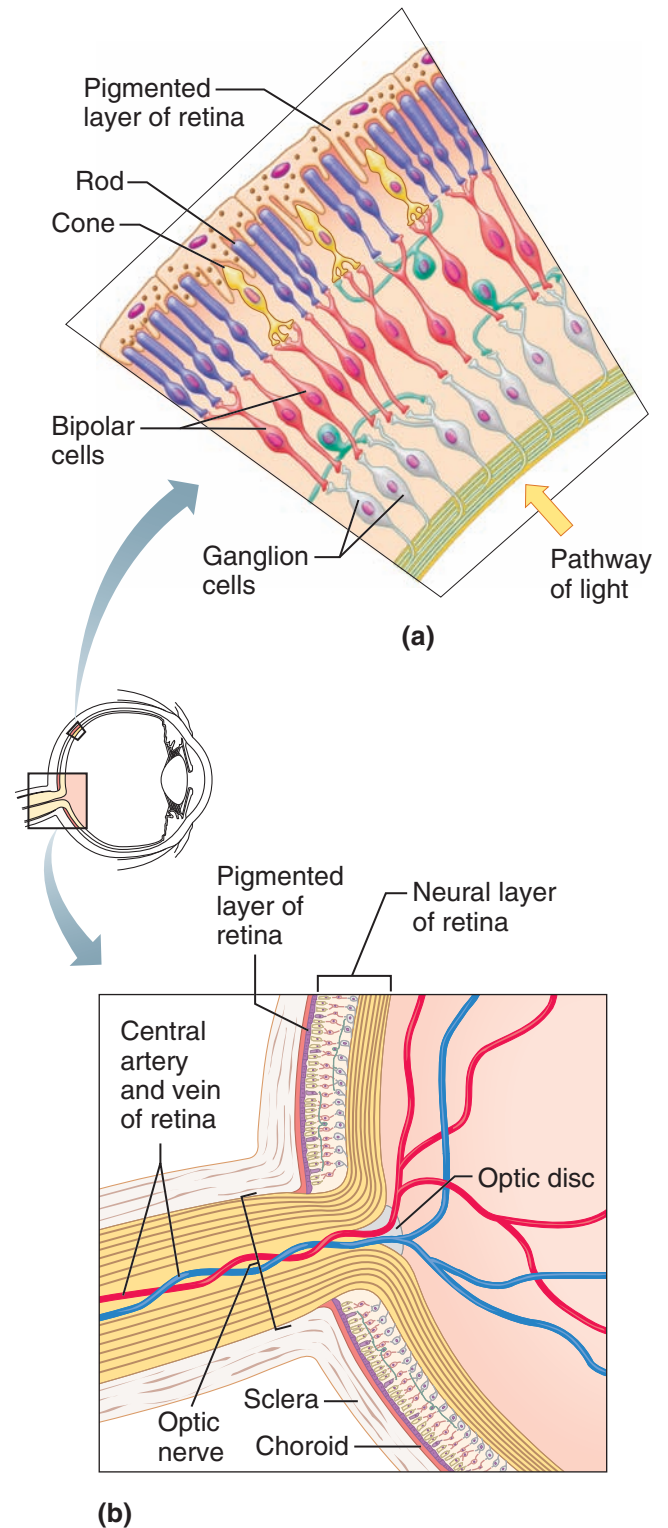 Pigmented
layer of retina
Rod
Cone
Bipolar
cells
Ganglion
cells
Pathway
of light
(a)
Pigmented
layer of
retina
Neural layer
of retina
Central
artery
and vein
of retina
Optic disc
Sclera
Optic
nerve
Choroid
(b)